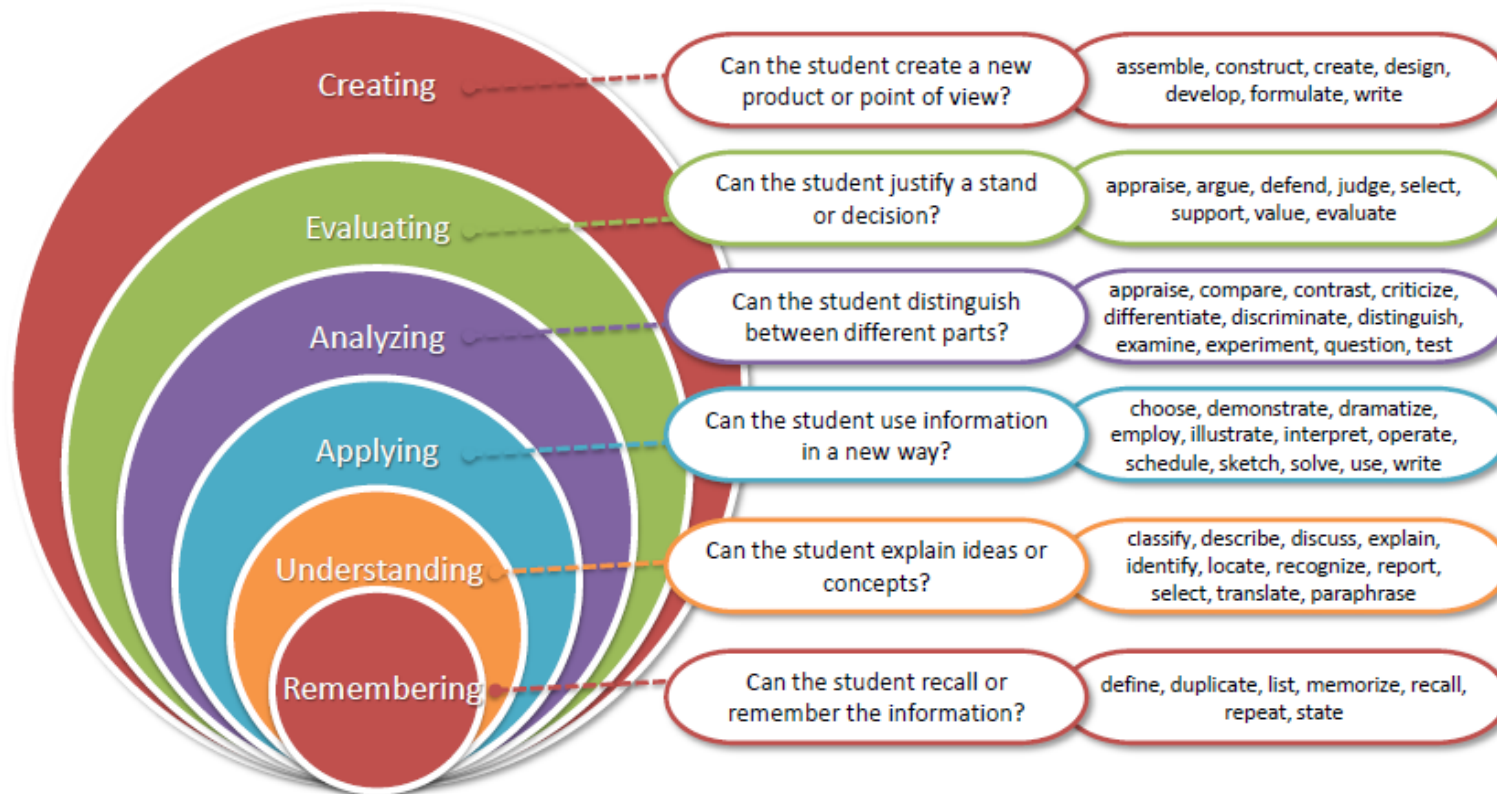 Creating
Can the student create a new
product or point of view?
assemble, construct, create, design,
develop, formulate, write
Evaluating
Can the student justify a stand
or decision?
appraise, argue, defend, judge, select,
support, value, evaluate
Analyzing
Can the student distinguish
between different parts?
appraise, compare, contrast, criticize,
differentiate, discriminate, distinguish,
examine, experiment, question, test
Applying
Can the student use information
in a new way?
choose, demonstrate, dramatize,
employ, illustrate, interpret, operate,
schedule, sketch, solve, use, write
Understanding
Can the student explain ideas or
concepts?
classify, describe, discuss, explain,
identify, locate, recognize, report,
select, translate, paraphrase
Remembering
Can the student recall or
remember the information?
define, duplicate, list, memorize, recall,
repeat, state